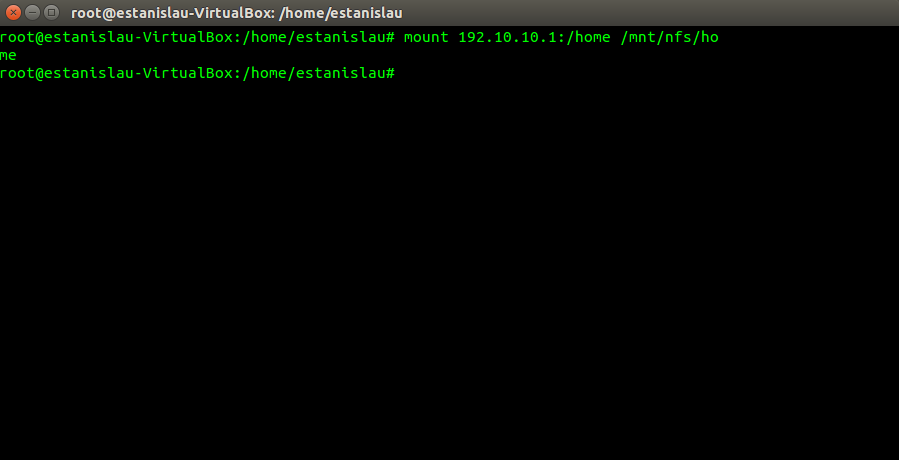 root@estanislau-VirtualBox: /home/estanislau
root@estanislau-VirtualBox:/home/estanislau# mount 192.10.10.1:/home /mnt/nfs/ho
me
root@estanislau-VirtualBox:/home/estanislau#